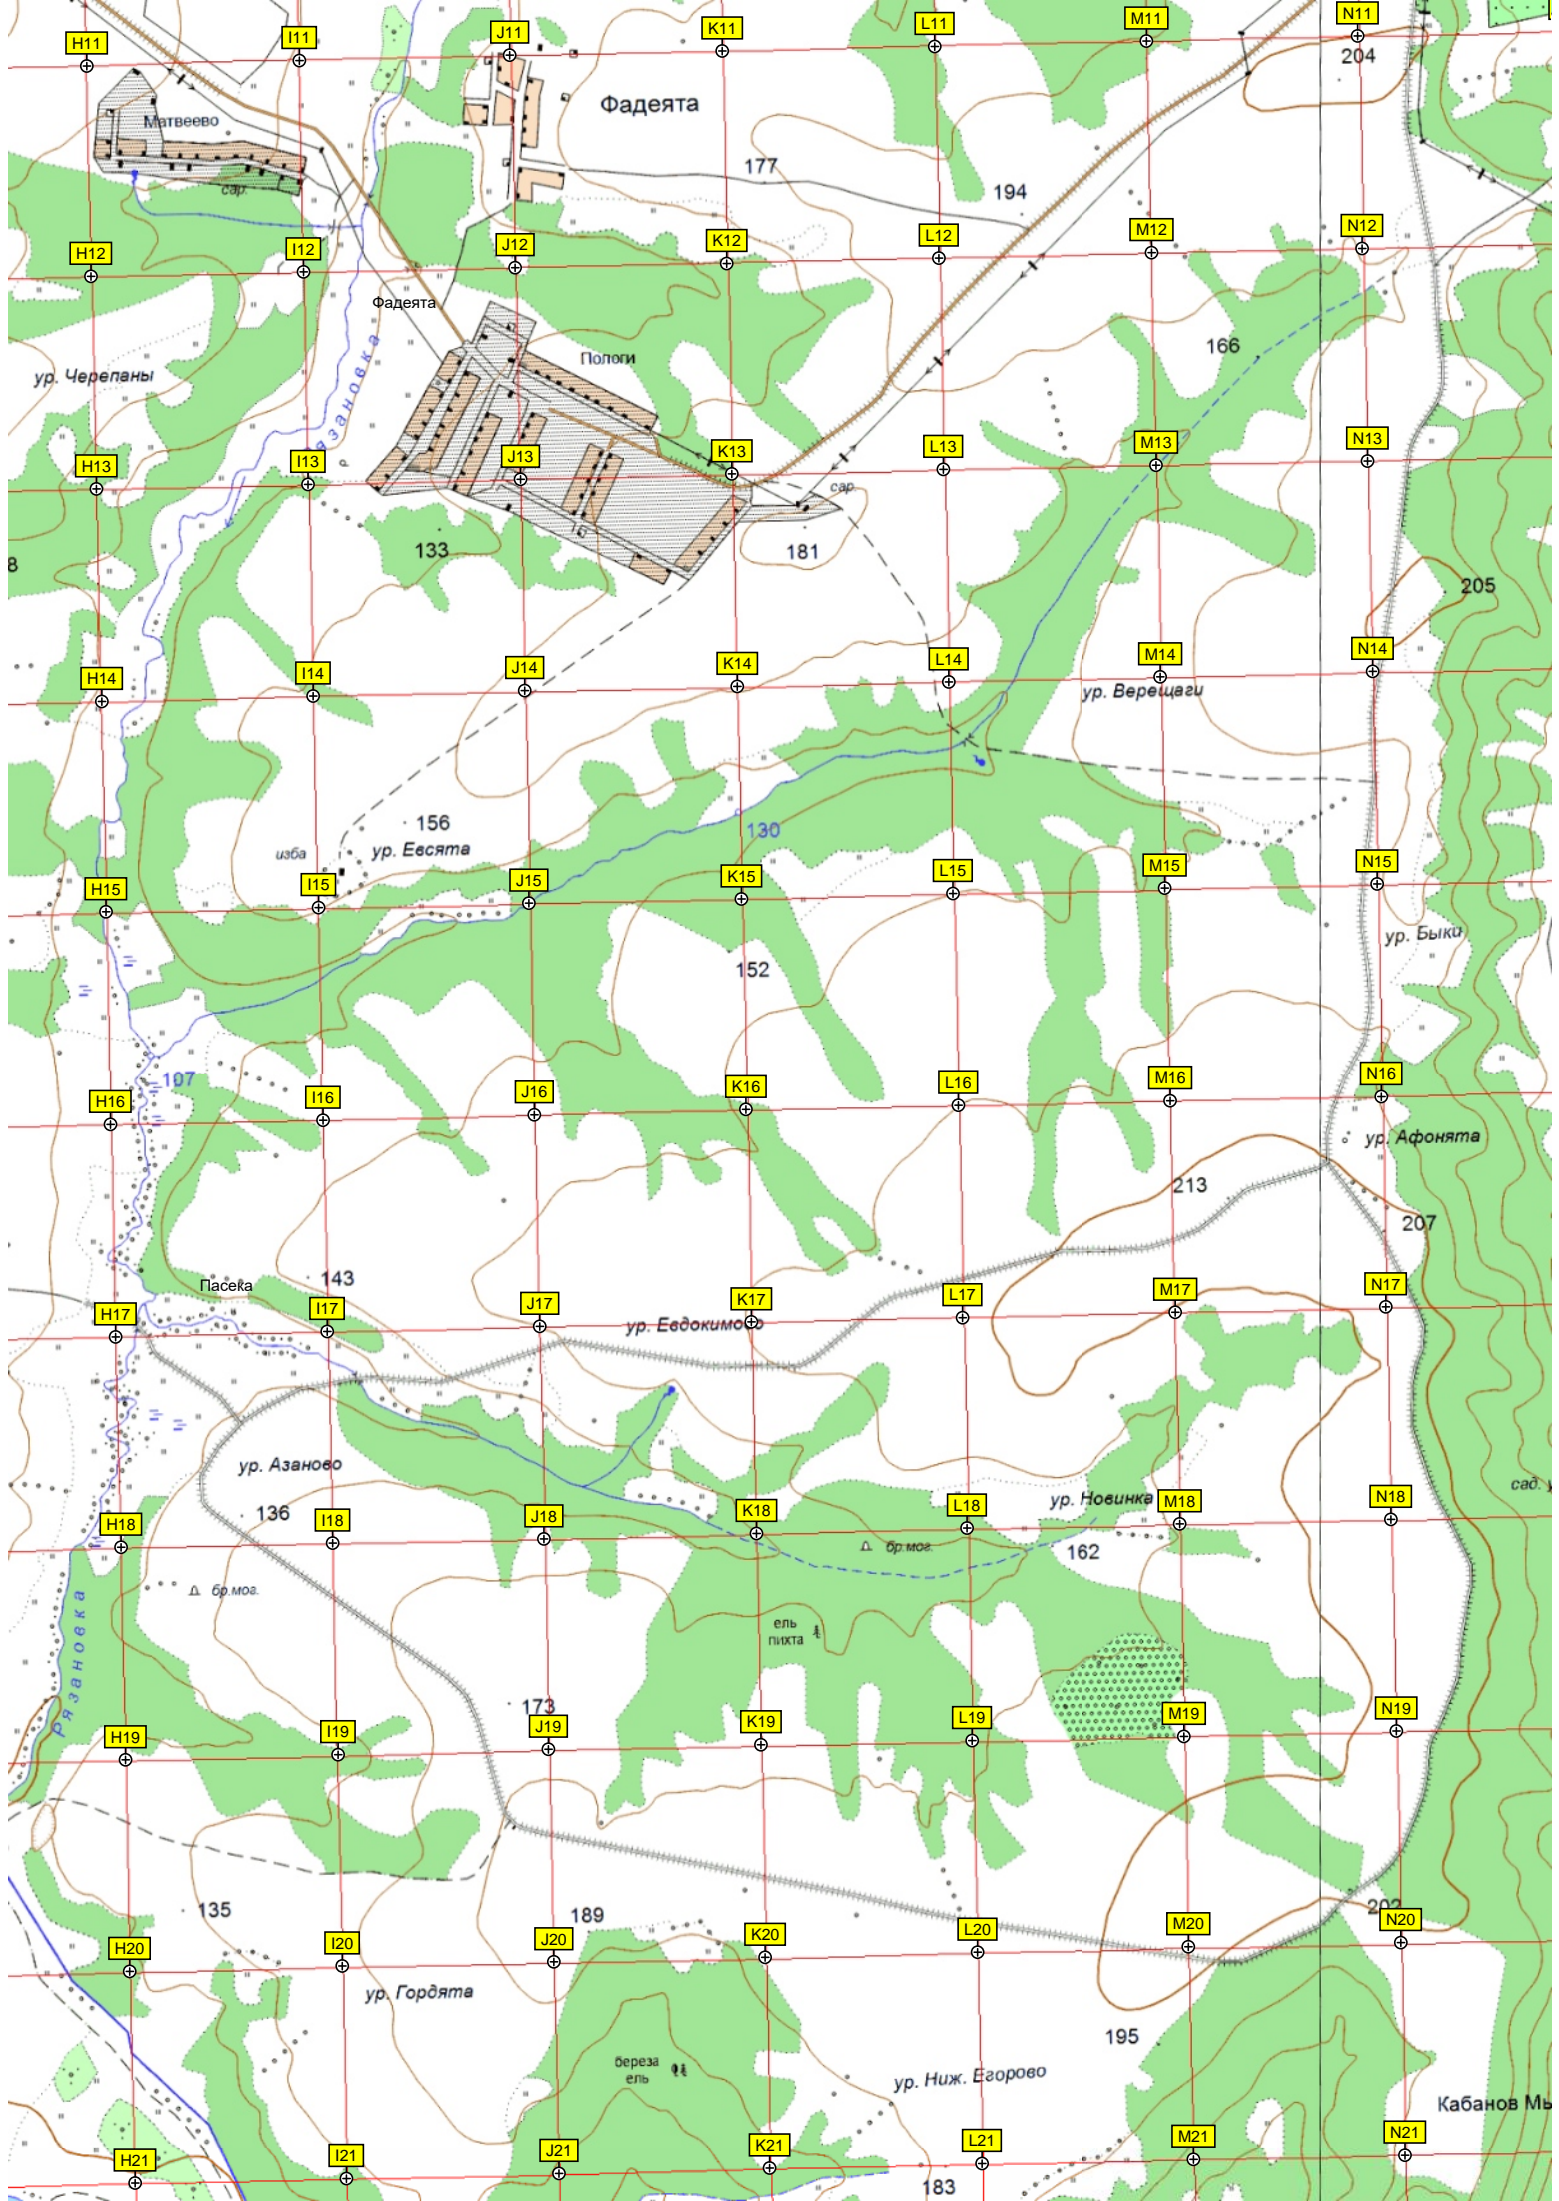 H11
I11
J11
K11
L11
M11
N11
204
Фадеята
Матвеево
177
сар.
194
H12
I12
J12
K12
L12
M12
N12
Фадеята
Пологи
166
ур. Черепаны
язановка
H13
I13
J13
K13
L13
M13
N13
сар.
133
181
8
205
H14
I14
J14
K14
L14
M14
N14
ур. Верещаги
156
130
изба
ур. Евсята
H15
I15
J15
K15
L15
M15
N15
ур. Быки
152
107
H16
I16
J16
K16
L16
M16
N16
ур. Афонята
213
207
Пасека
143
H17
I17
J17
K17
L17
M17
N17
ур. Евдокимово
ур. Азаново
136
H18
I18
J18
K18
L18
M18
N18
ур. Новинка
сад. у
бр.мог.
162
бр.мог.
Рязановка
ель
пихта
173
H19
I19
J19
K19
L19
M19
N19
135
189
202
H20
I20
J20
K20
L20
M20
N20
ур. Гордята
195
береза
ель
ур. Ниж. Егорово
Кабанов Мы
H21
I21
J21
K21
L21
M21
N21
183